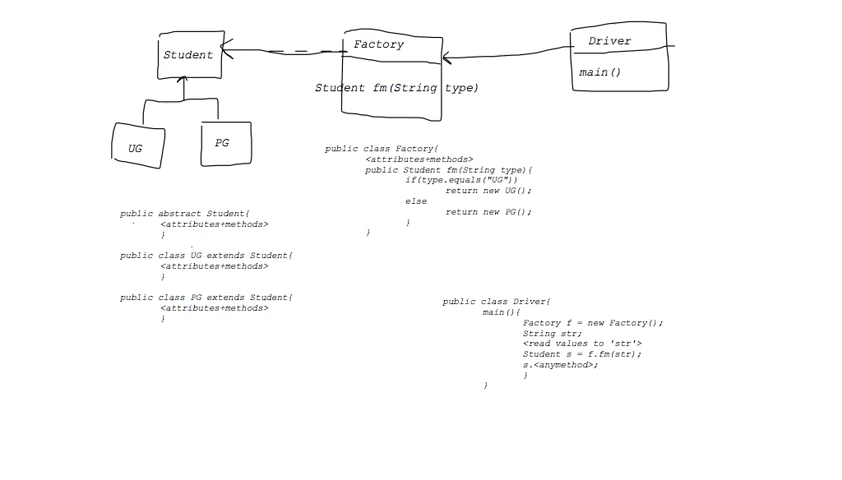 Student
Factory
Driver
main()
Student fm(String type)
UG
PG
public class Factory{
<attributes+methods>
public Student fm(String type){
if(type.equals("UG"))
return new UG();
else
return new PG();
}
}
public abstract Student{
<attributes+methods>
}
public class UG extends Student{
<attributes+methods>
}
public class PG extends Student{
<attributes+methods>
}
public class Driver{
main(){
Factory f = new Factory();
String str;
<read values to 'str'>
Student s = f.fm(str);
s.<anymethod>;
}
}